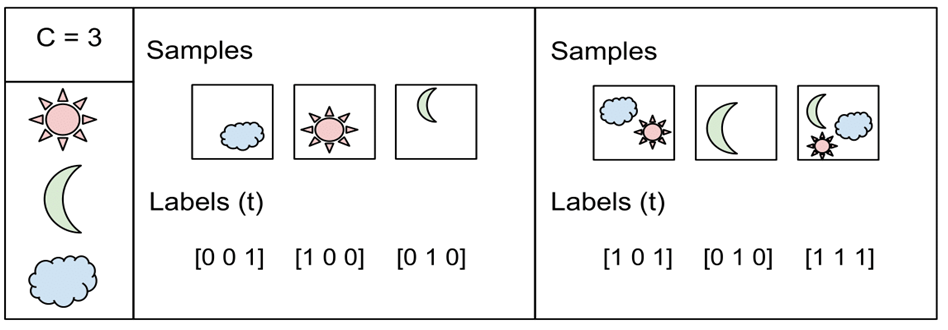 C = 3
Samples
Labels (t)
[0 0 1] [1 0 0] [0 1 0]
Samples
Labels (t)
[1 0 1] [0 1 0] [1 1 1]